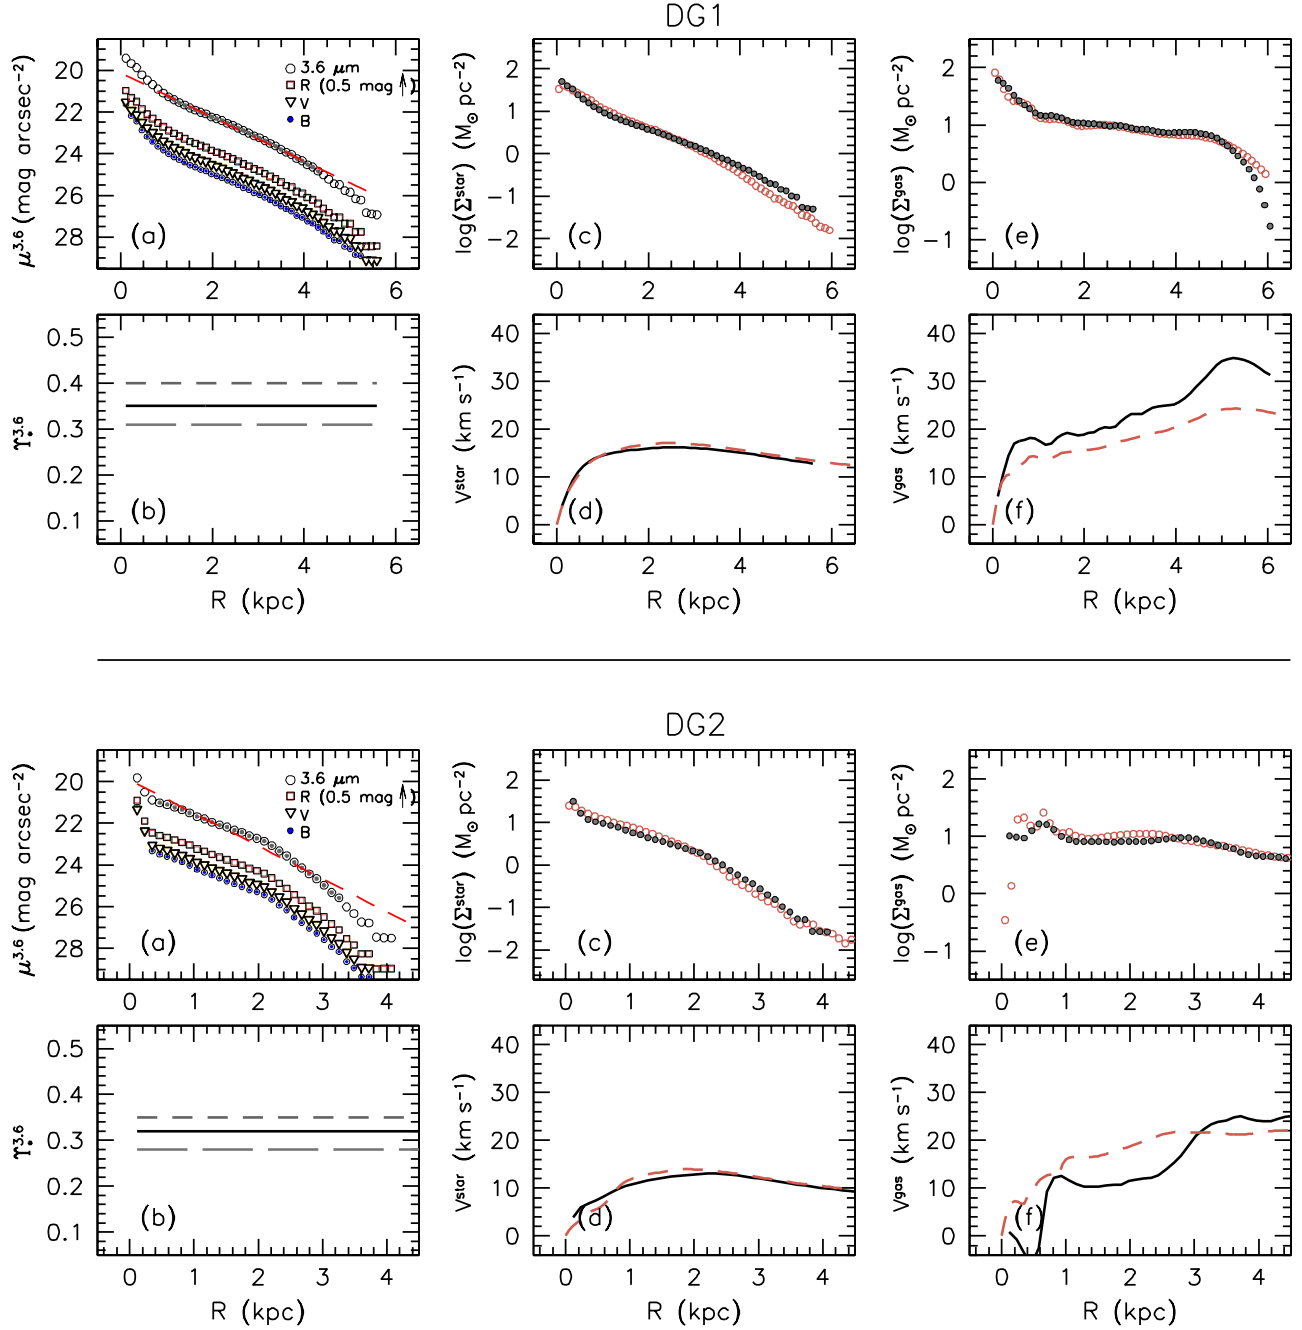 DG1
μ^3.6 (mag arcsec−2)
20
22
24
26
28
3.6 μm
R (0.5 mag ↑)
V
B
(a)
0 2 4 6
log(Σ^star) (M⊙ pc−2)
2
1
0
−1
−2
(c)
0 2 4 6
log(Σ^gas) (M⊙ pc−2)
2
1
0
−1
(e)
0 2 4 6
ϒ*^3.6
0.5
0.4
0.3
0.2
0.1
(b)
0 2 4 6
R (kpc)
V^star (km s−1)
40
30
20
10
0
(d)
0 2 4 6
R (kpc)
V^gas (km s−1)
40
30
20
10
0
(f)
0 2 4 6
R (kpc)
DG2
μ^3.6 (mag arcsec−2)
20
22
24
26
28
3.6 μm
R (0.5 mag ↑)
V
B
(a)
0 1 2 3 4
log(Σ^star) (M⊙ pc−2)
2
1
0
−1
−2
(c)
0 1 2 3 4
log(Σ^gas) (M⊙ pc−2)
2
1
0
−1
(e)
0 1 2 3 4
ϒ*^3.6
0.5
0.4
0.3
0.2
0.1
(b)
0 1 2 3 4
R (kpc)
V^star (km s−1)
40
30
20
10
0
(d)
0 1 2 3 4
R (kpc)
V^gas (km s−1)
40
30
20
10
0
(f)
0 1 2 3 4
R (kpc)